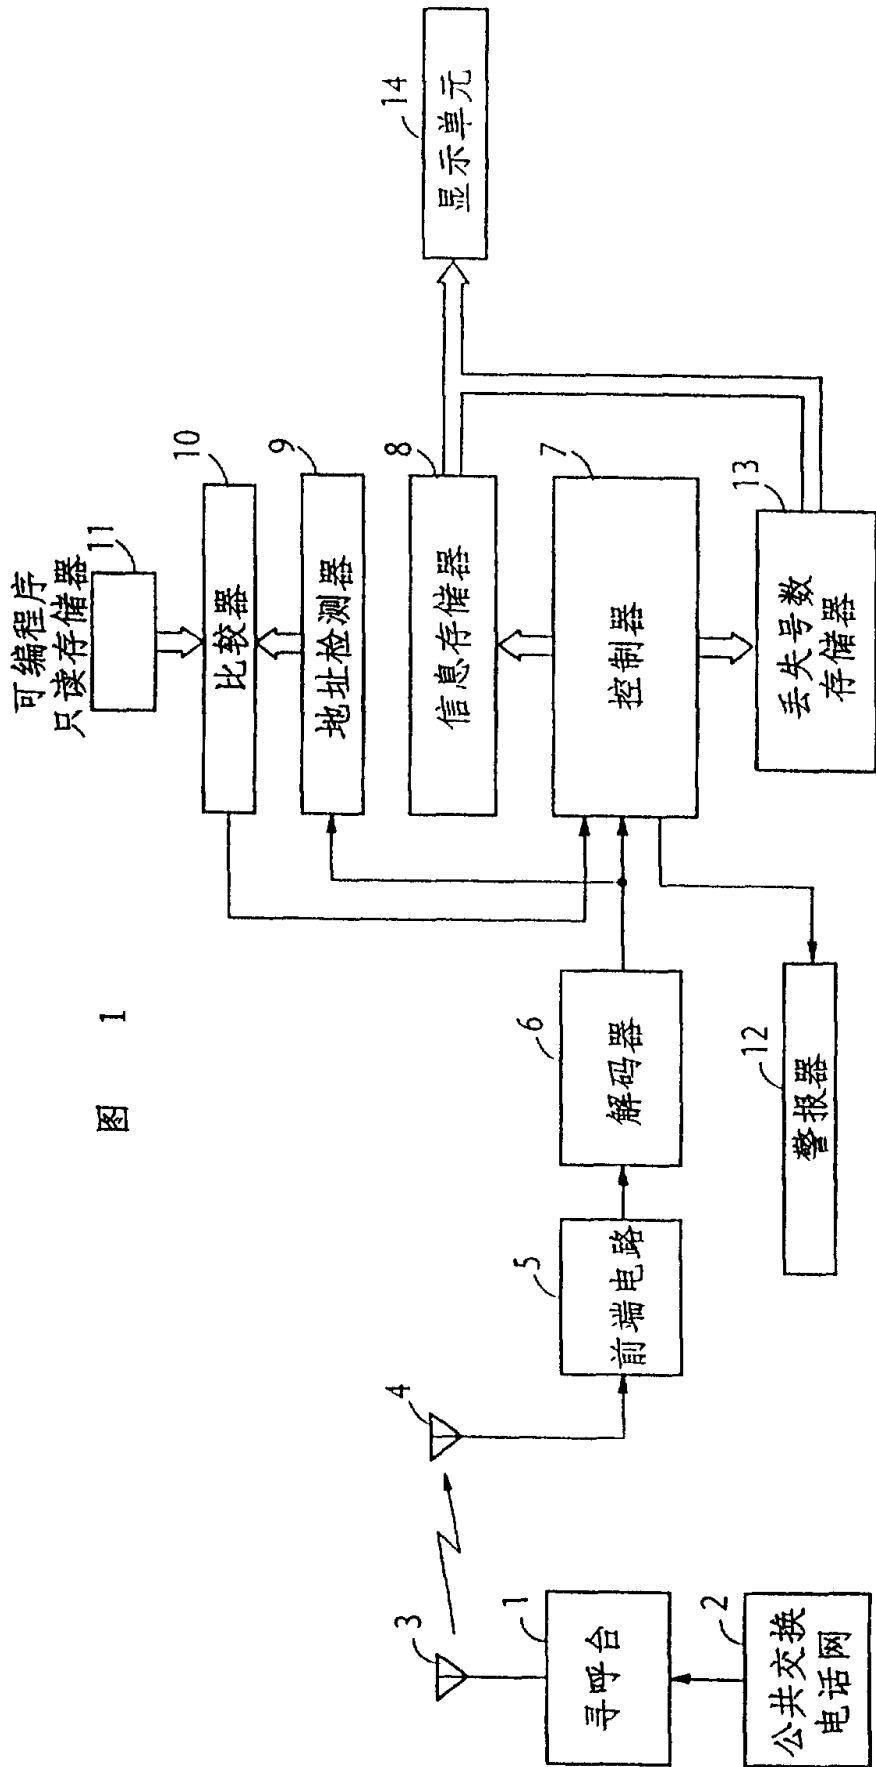 图 1
可编程序
只读存储器
11
10
比较器
9
地址检测器
8
信息存储器
7
控制器
14
显示单元
13
丢失号数
存储器
6
解码器
5
前端电路
12
警报器
4
3
1
寻呼台
2
公共交换
电话网